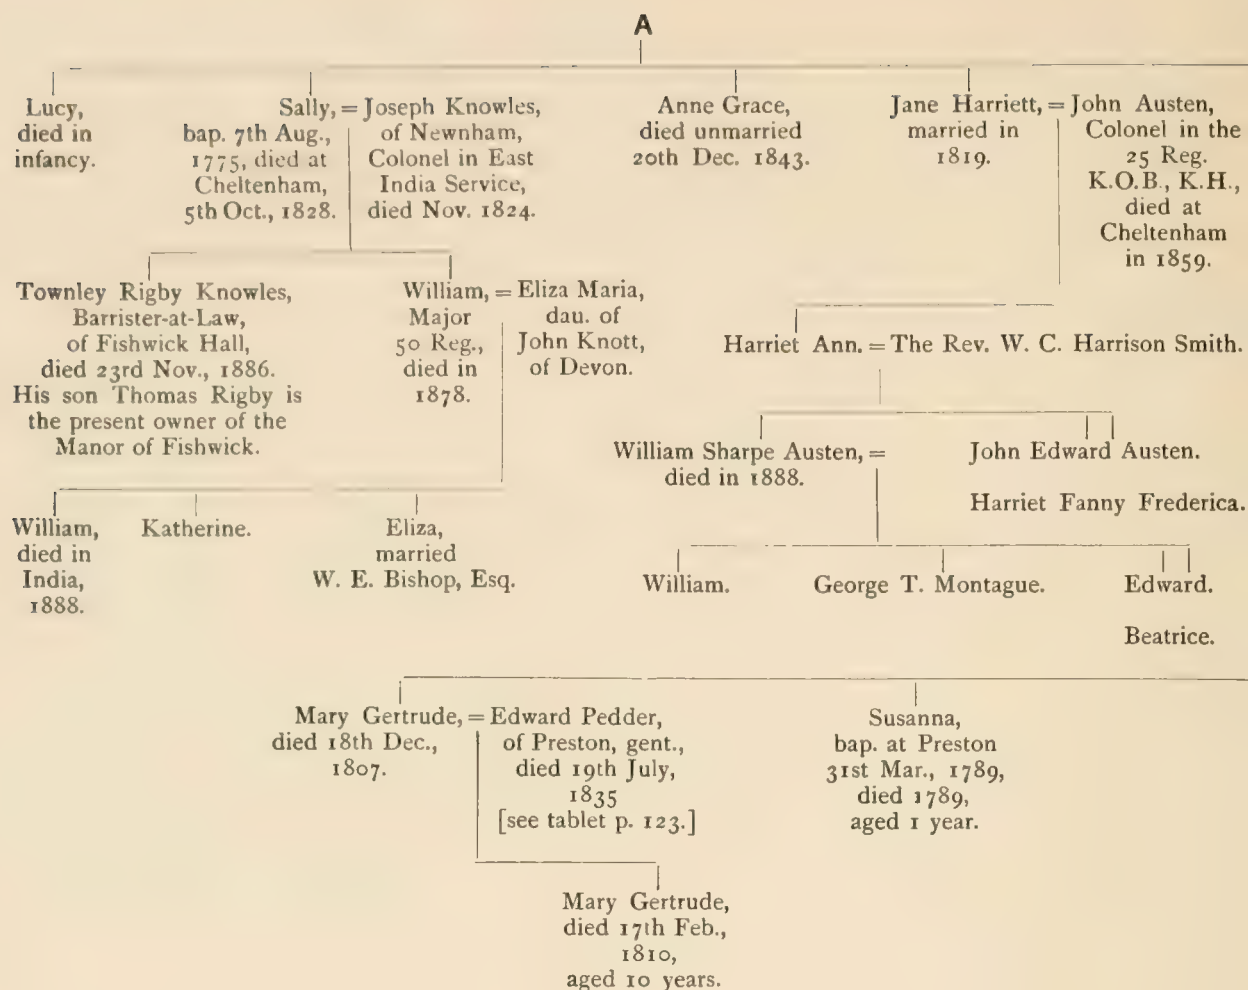 A
Lucy,
died in
infancy.
Sally, =
bap. 7th Aug.,
1775, died at
Cheltenham,
5th Oct., 1828.
Joseph Knowles,
of Newnham,
Colonel in East
India Service,
died Nov. 1824.
Anne Grace,
died unmarried
20th Dec. 1843.
Jane Harriett, =
married in
1819.
John Austen,
Colonel in the
25 Reg.
K.O.B., K.H.,
died at
Cheltenham
in 1859.
Townley Rigby Knowles,
Barrister-at-Law,
of Fishwick Hall,
died 23rd Nov., 1886.
His son Thomas Rigby is
the present owner of the
Manor of Fishwick.
William, =
Major
50 Reg.,
died in
1878.
Eliza Maria,
dau. of
John Knott,
of Devon.
Harriet Ann. = The Rev. W. C. Harrison Smith.
William Sharpe Austen, =
died in 1888.
John Edward Austen.
Harriet Fanny Frederica.
William,
died in
India,
1888.
Katherine.
Eliza,
married
W. E. Bishop, Esq.
William.
George T. Montague.
Edward.
Beatrice.
Mary Gertrude, =
died 18th Dec.,
1807.
Edward Pedder,
of Preston, gent.,
died 19th July,
1835
[see tablet p. 123.]
Susanna,
bap. at Preston
31st Mar., 1789,
died 1789,
aged 1 year.
Mary Gertrude,
died 17th Feb.,
1810,
aged 10 years.